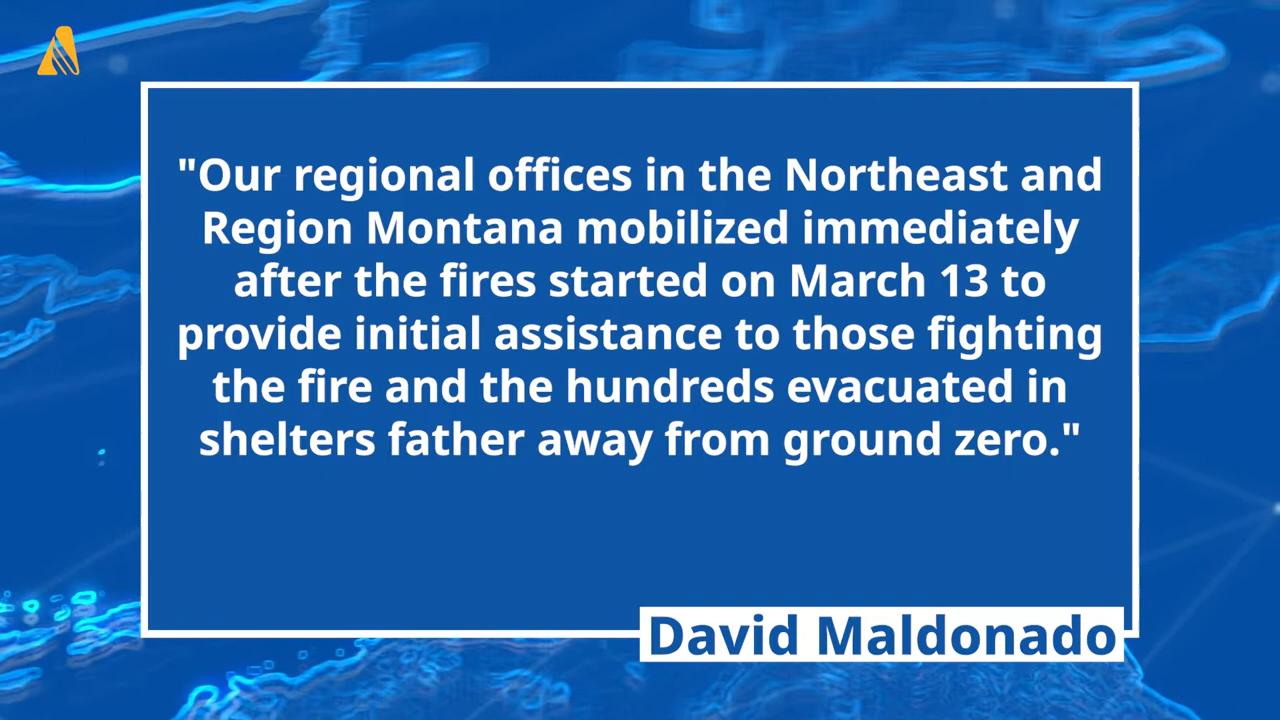 "Our regional offices in the Northeast and
Region Montana mobilized immediately
after the fires started on March 13 to
provide initial assistance to those fighting
the fire and the hundreds evacuated in
shelters father away from ground zero."
David Maldonado